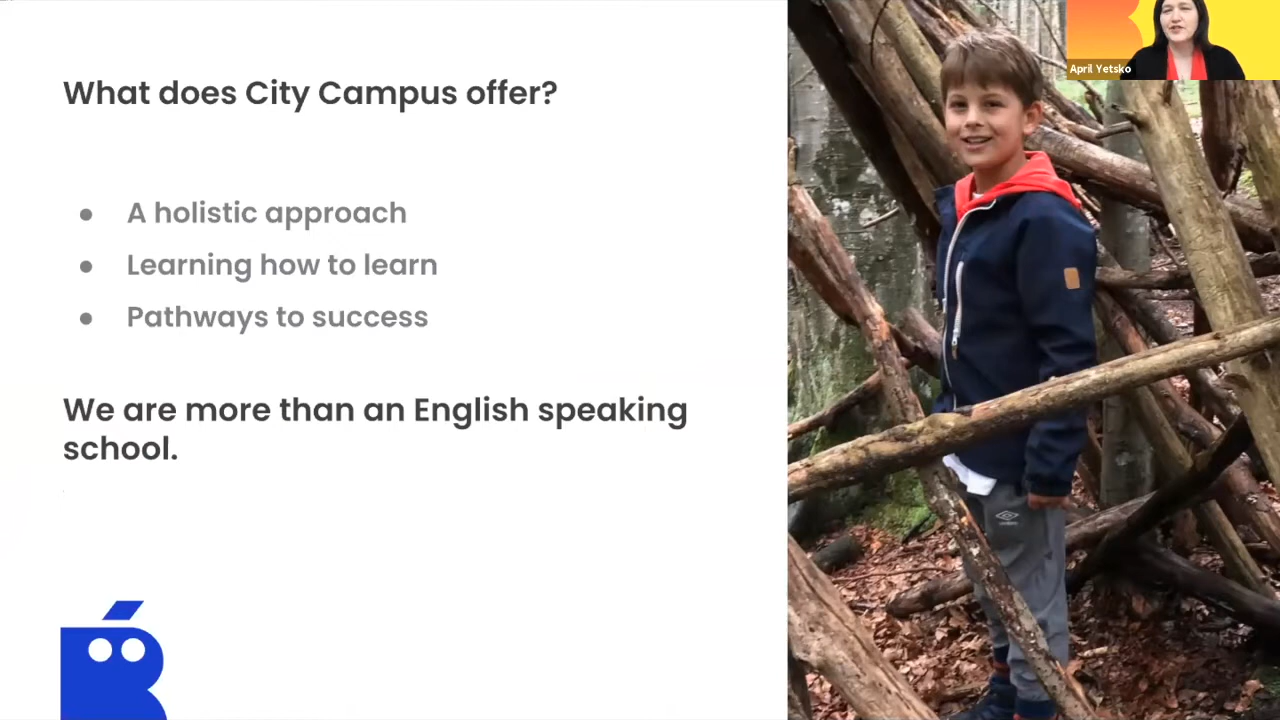 What does City Campus offer?
April Yetsko
● A holistic approach
● Learning how to learn
● Pathways to success
We are more than an English speaking
school.